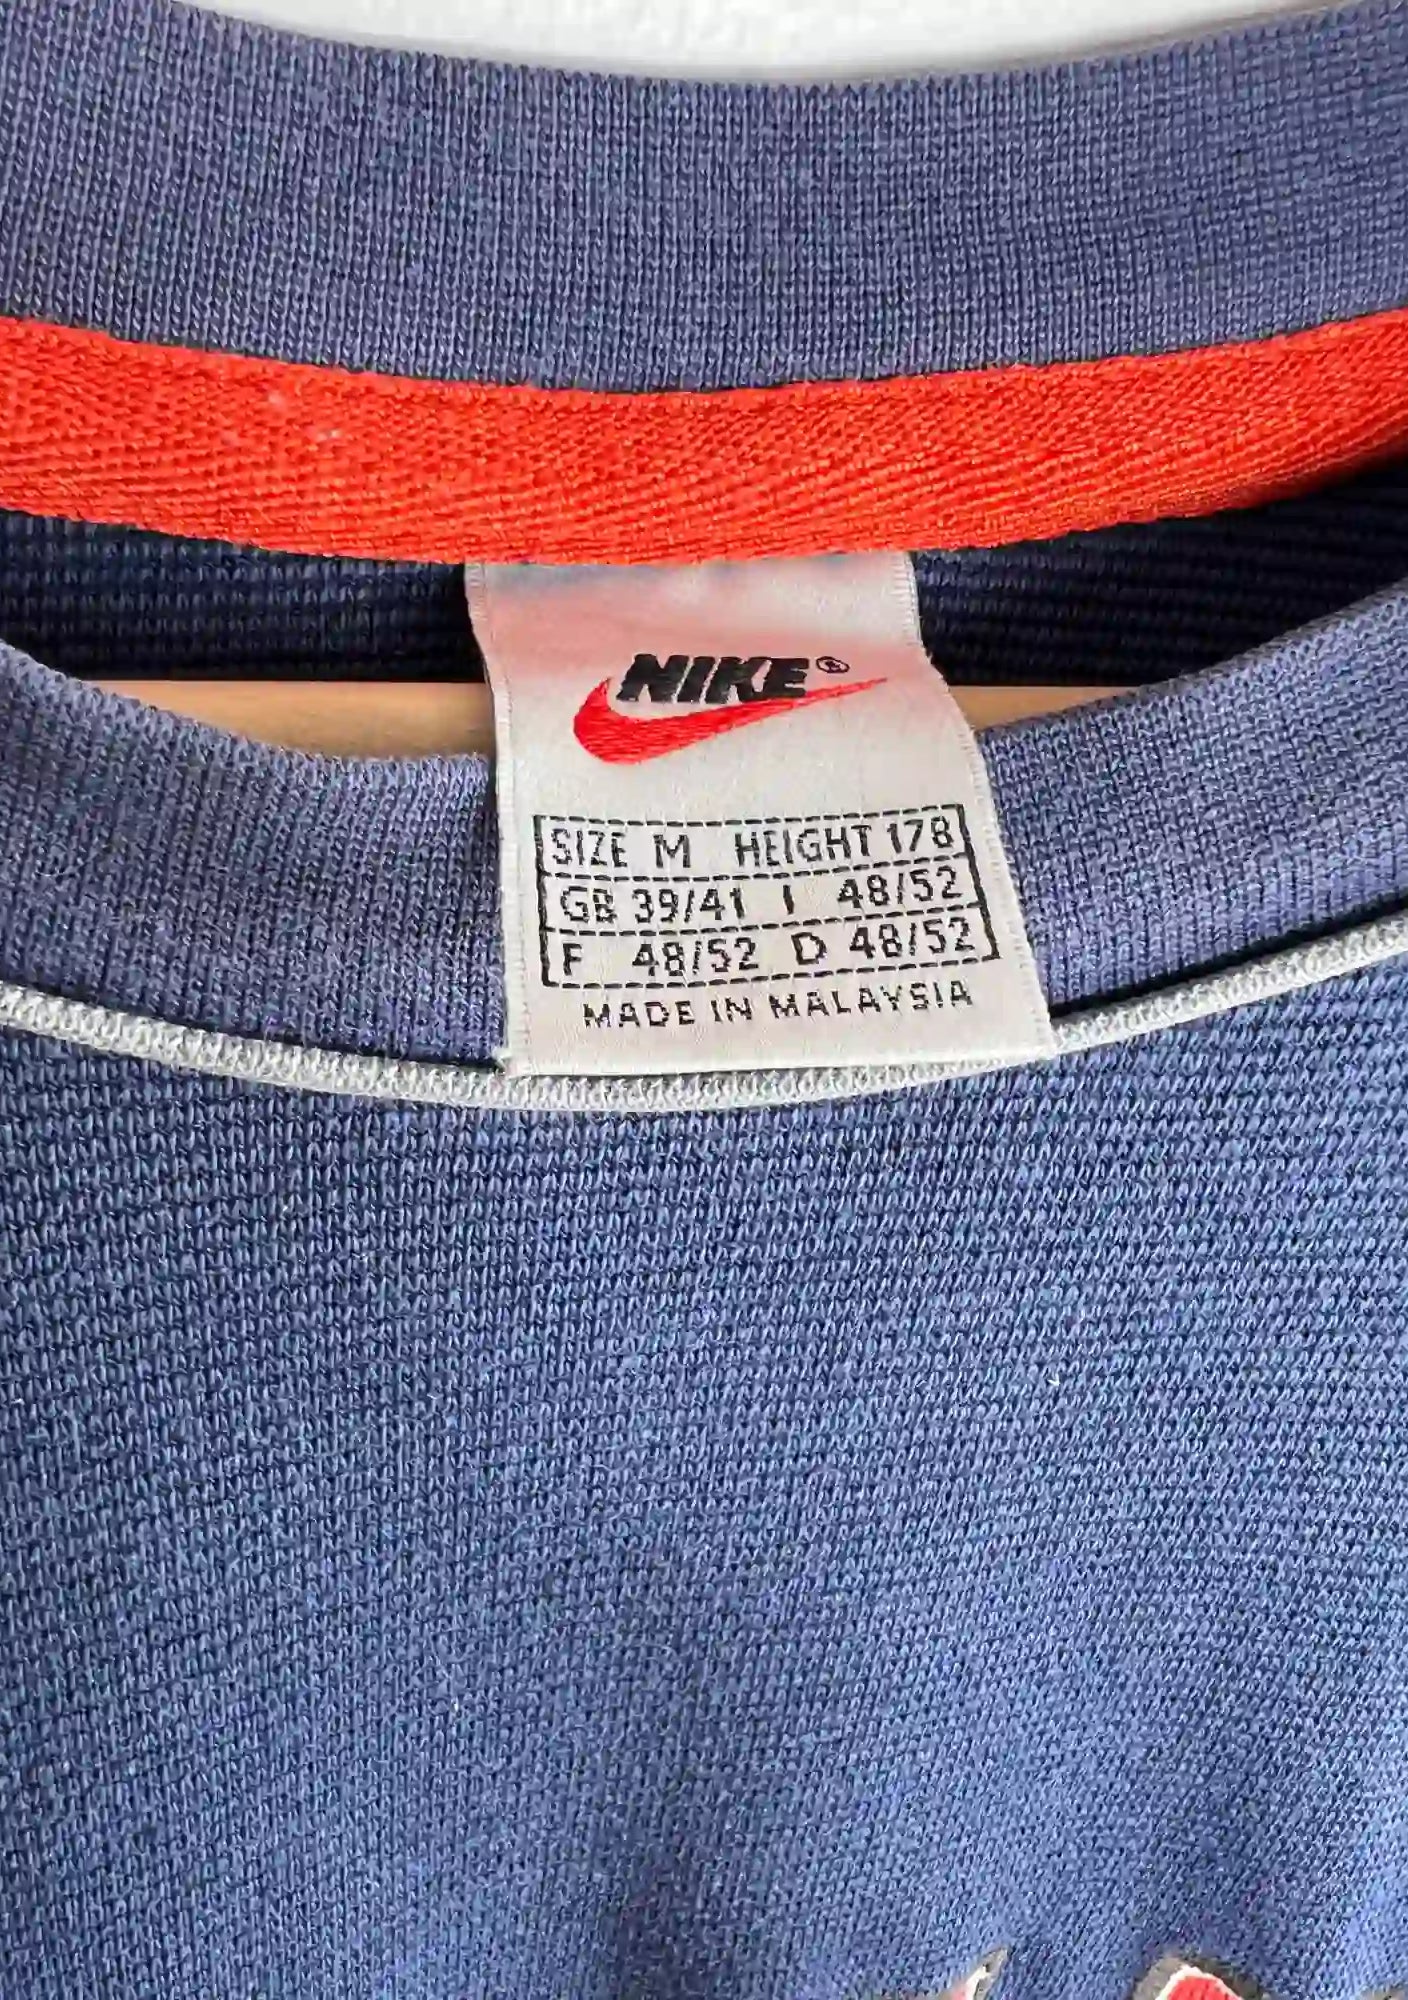 NIKE®
SIZE M HEIGHT 178
GB 39/41 I 48/52
F 48/52 D 48/52
MADE IN MALAYSIA